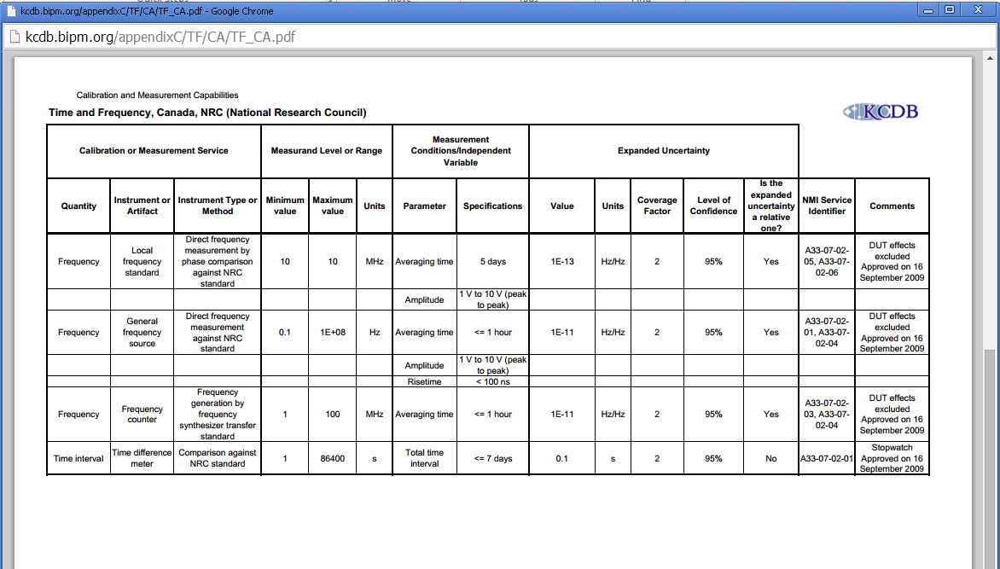 kcdb.bipm.org/appendixC/TF/CA/TF_CA.pdf - Google Chrome
kcdb.bipm.org/appendixC/TF/CA/TF_CA.pdf
Calibration and Measurement Capabilities
Time and Frequency, Canada, NRC (National Research Council)
KCDB
Calibration or Measurement Service
Measurand Level or Range
Measurement
Conditions/Independent
Variable
Expanded Uncertainty
Quantity
Instrument or
Artifact
Instrument Type or
Method
Minimum
value
Maximum
value
Units
Parameter
Specifications
Value
Units
Coverage
Factor
Level of
Confidence
Is the
expanded
uncertainty
a relative
one?
NMI Service
Identifier
Comments
Frequency
Local
frequency
standard
Direct frequency
measurement by
phase comparison
against NRC
standard
10
10
MHz
Averaging time
5 days
1E-13
Hz/Hz
2
95%
Yes
A33-07-02-
05, A33-07-
02-06
DUT effects
excluded
Approved on 16
September 2009
Amplitude
1 V to 10 V (peak
to peak)
Frequency
General
frequency
source
Direct frequency
measurement
against NRC
standard
0.1
1E+08
Hz
Averaging time
<= 1 hour
1E-11
Hz/Hz
2
95%
Yes
A33-07-02-
01, A33-07-
02-04
DUT effects
excluded
Approved on 16
September 2009
Amplitude
1 V to 10 V (peak
to peak)
Risetime
< 100 ns
Frequency
Frequency
counter
Frequency
generation by
frequency
synthesizer transfer
standard
1
100
MHz
Averaging time
<= 1 hour
1E-11
Hz/Hz
2
95%
Yes
A33-07-02-
03, A33-07-
02-04
DUT effects
excluded
Approved on 16
September 2009
Time interval
Time difference
meter
Comparison against
NRC standard
1
86400
s
Total time
interval
<= 7 days
0.1
s
2
95%
No
A33-07-02-01
Stopwatch
Approved on 16
September 2009